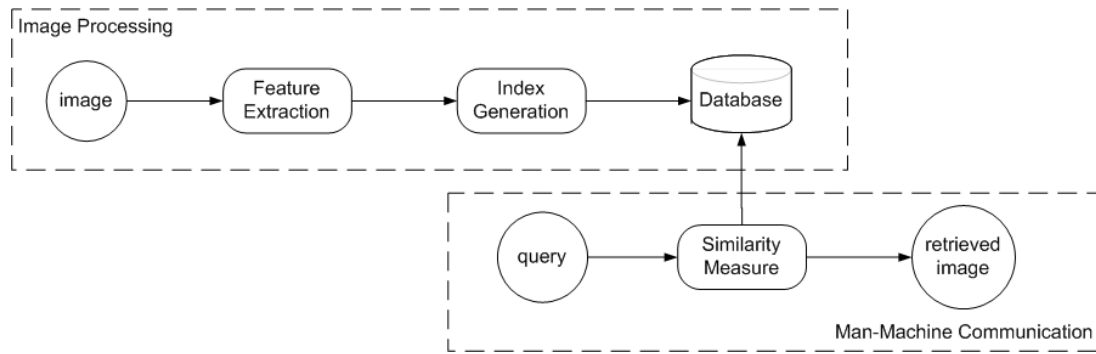 Image Processing
image
Feature
Extraction
Index
Generation
Database
query
Similarity
Measure
retrieved
image
Man-Machine Communication